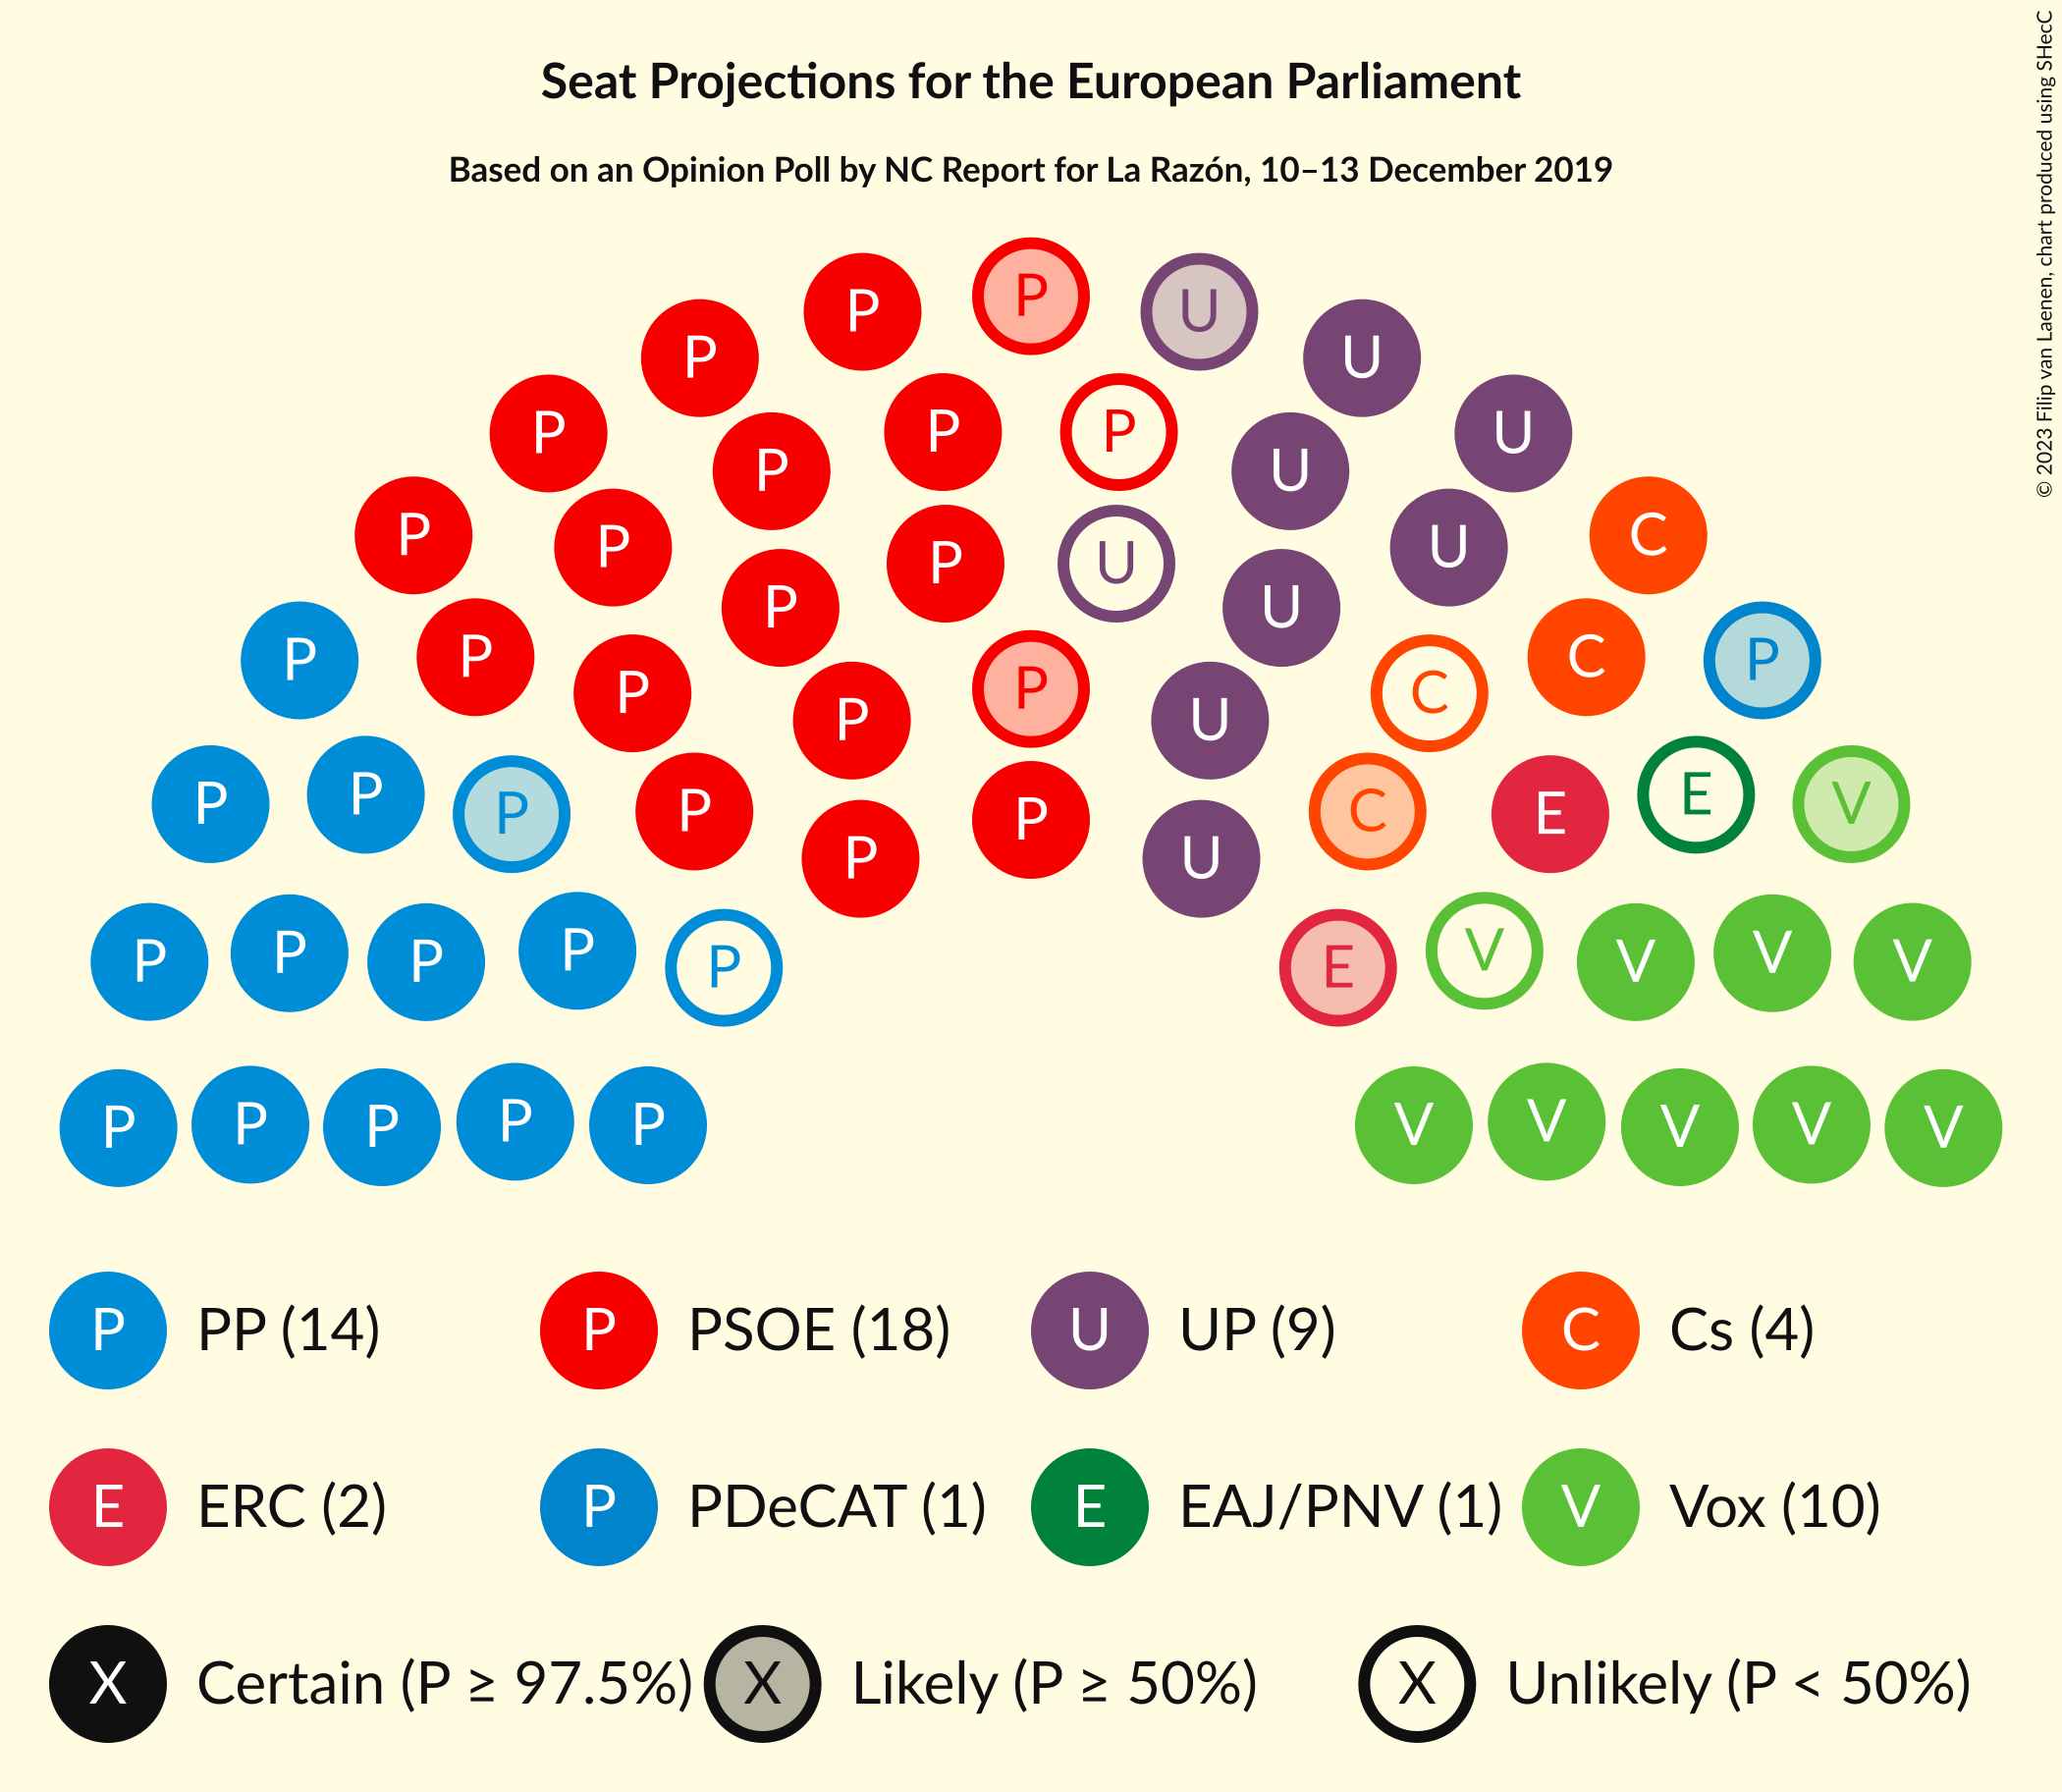 Seat Projections for the European Parliament
Based on an Opinion Poll by NC Report for La Razón, 10–13 December 2019
© 2023 Filip van Laenen, chart produced using SHecC
P
P U
P U
P P U
P U
P U
P U U
P C
P U
P U
P C
P P
P C
P P U
P P E
P V
P C
P E V
P P U
P P P V V
P P E V V
P P P P P V V V V V
P PP (14) P PSOE (18) U UP (9) C Cs (4)
E ERC (2) P PDeCAT (1) E EAJ/PNV (1) V Vox (10)
X Certain (P ≥ 97.5%) X Likely (P ≥ 50%) X Unlikely (P < 50%)